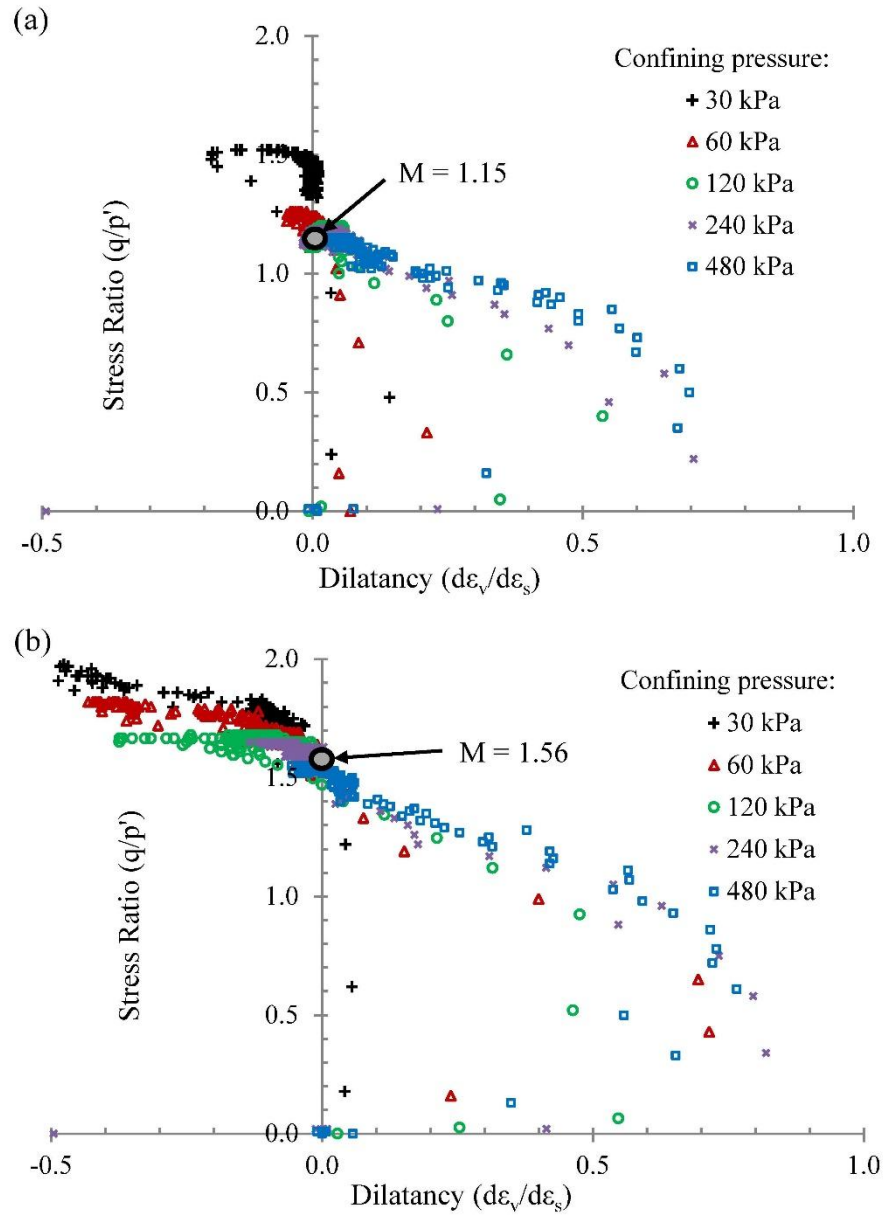 (a)
2.0
Confining pressure:
30 kPa
60 kPa
120 kPa
240 kPa
480 kPa
1.5
M = 1.15
Stress Ratio (q/p')
1.0
0.5
0.0
-0.5 0.0 0.5 1.0
Dilatancy (dεv/dεs)
(b)
2.0
Confining pressure:
30 kPa
60 kPa
120 kPa
240 kPa
480 kPa
M = 1.56
1.5
Stress Ratio (q/p')
1.0
0.5
0.0
-0.5 0.0 0.5 1.0
Dilatancy (dεv/dεs)